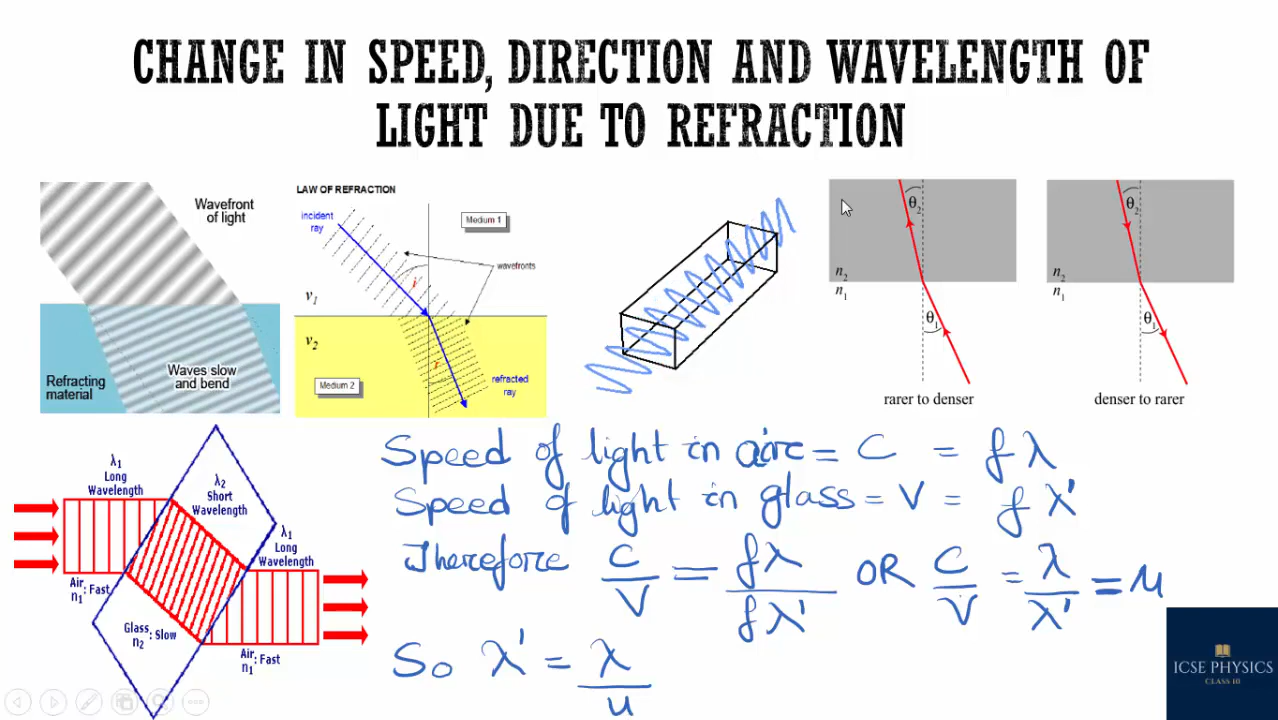 CHANGE IN SPEED, DIRECTION AND WAVELENGTH OF
LIGHT DUE TO REFRACTION
Wavefront
of light
Refracting
material
Waves slow
and bend
LAW OF REFRACTION
incident
ray
Medium 1
wavefronts
i
v₁
v₂
r
Medium 2
refracted
ray
θ₂
n₂
n₁
θ₁
rarer to denser
θ₂
n₂
n₁
θ₁
denser to rarer
λ₁
Long
Wavelength
λ₂
Short
Wavelength
λ₁
Long
Wavelength
Air
n₁: Fast
Glass
n₂: Slow
Air
n₁: Fast
Speed of light in air = C = fλ
Speed of light in glass = V = fλ'
Therefore C/V = fλ/fλ' OR C/V = λ/λ' = μ
So λ' = λ/μ
ICSE PHYSICS
CLASS 10